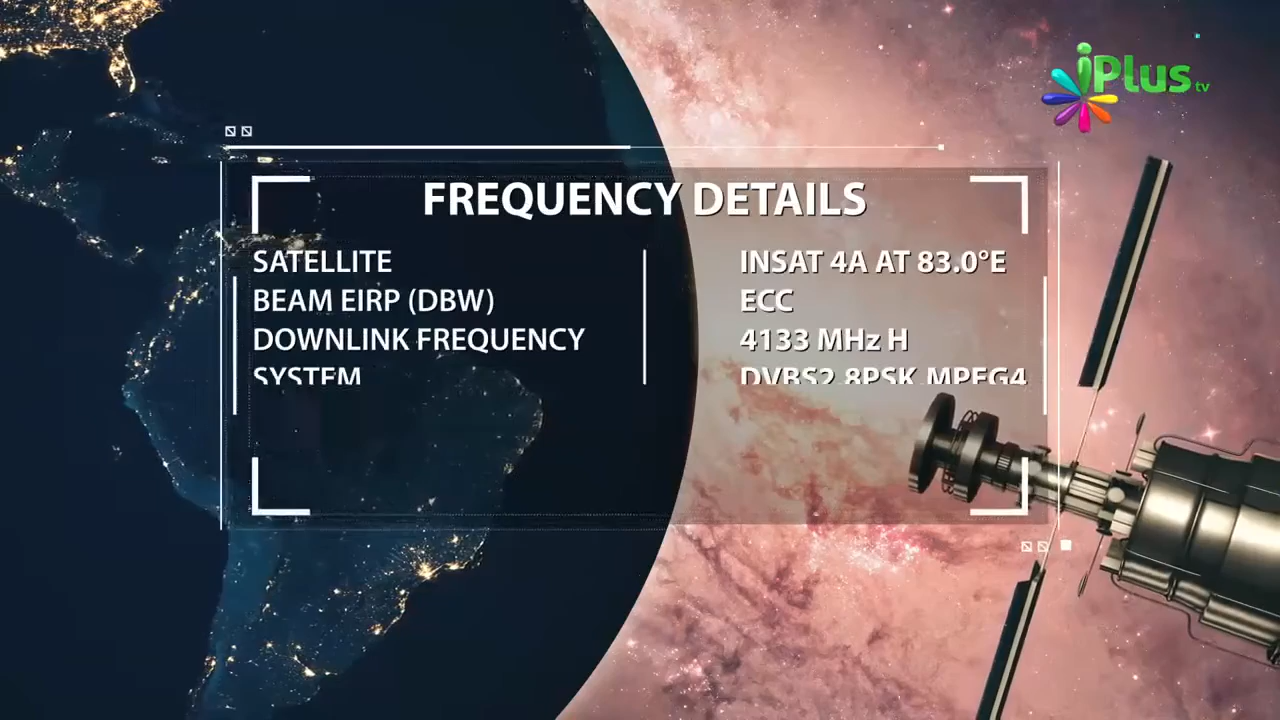 iPlus tv
FREQUENCY DETAILS
SATELLITE INSAT 4A AT 83.0°E
BEAM EIRP (DBW) ECC
DOWNLINK FREQUENCY 4133 MHz H
SYSTEM DVBS2,8PSK,MPEG4